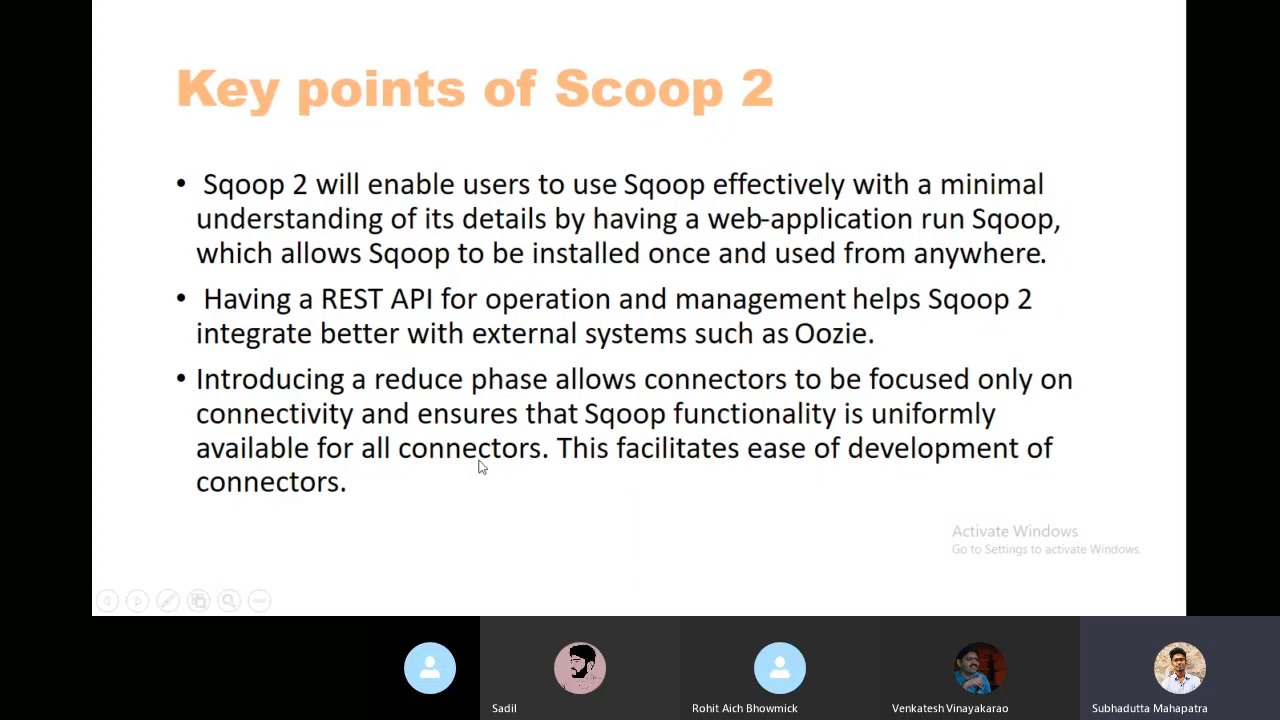 Key points of Scoop 2
• Sqoop 2 will enable users to use Sqoop effectively with a minimal
understanding of its details by having a web-application run Sqoop,
which allows Sqoop to be installed once and used from anywhere.
• Having a REST API for operation and management helps Sqoop 2
integrate better with external systems such as Oozie.
• Introducing a reduce phase allows connectors to be focused only on
connectivity and ensures that Sqoop functionality is uniformly
available for all connectors. This facilitates ease of development of
connectors.
Activate Windows
Go to Settings to activate Windows.
Sadil
Rohit Aich Bhowmick
Venkatesh Vinayakarao
Subhadutta Mahapatra